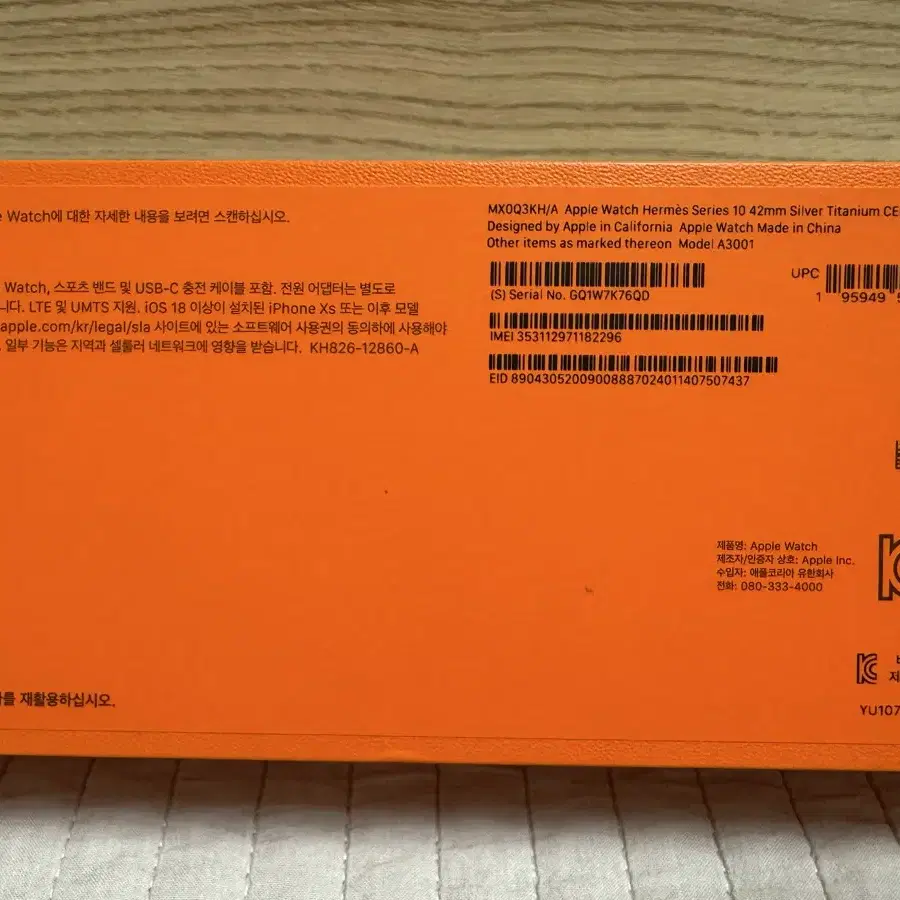 Watch에 대한 자세한 내용을 보려면 스캔하십시오.
Watch, 스포츠 밴드 및 USB-C 충전 케이블 포함. 전원 어댑터는 별도로
니다. LTE 및 UMTS 지원. iOS 18 이상이 설치된 iPhone Xs 또는 이후 모델
apple.com/kr/legal/sla 사이트에 있는 소프트웨어 사용권의 동의하에 사용해야
일부 기능은 지역과 셀룰러 네트워크에 영향을 받습니다. KH826-12860-A
를 재활용하십시오.
MX0Q3KH/A Apple Watch Hermès Series 10 42mm Silver Titanium CE
Designed by Apple in California Apple Watch Made in China
Other items as marked thereon Model A3001
(S) Serial No. GQ1W7K76QD
IMEI 353112971182296
EID 89043052009008887024011407507437
UPC
1 95949
제품명: Apple Watch
제조자/인증자 상호: Apple Inc.
수입자: 애플코리아 유한회사
전화: 080-333-4000
YU107